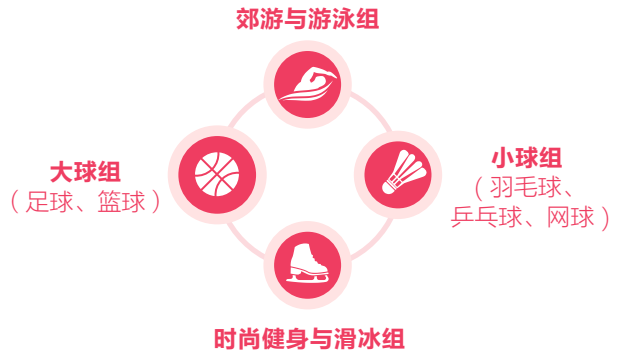 郊游与游泳组
大球组
（足球、篮球）
小球组
（羽毛球、
乒乓球、网球）
时尚健身与滑冰组